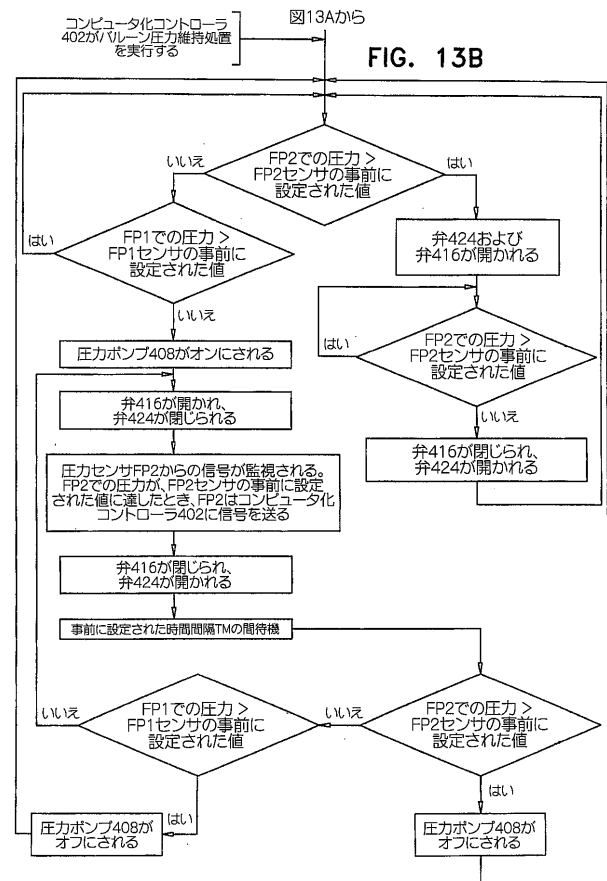 図13Aから
コンピュータ化コントローラ
402がバルーン圧力維持処置
を実行する
FIG. 13B
FP2での圧力 >
FP2センサの事前に
設定された値
いいえ
はい
FP1での圧力 >
FP1センサの事前に
設定された値
はい
いいえ
弁424および
弁416が開かれる
FP2での圧力 >
FP2センサの事前に
設定された値
はい
いいえ
弁416が閉じられ、
弁424が開かれる
圧力ポンプ408がオンにされる
弁416が開かれ、
弁424が閉じられる
圧力センサFP2からの信号が監視される。
FP2での圧力が、FP2センサの事前に設定
された値に達したとき、FP2はコンピュータ化
コントローラ402に信号を送る
弁416が閉じられ、
弁424が開かれる
事前に設定された時間間隔TMの間待機
FP2での圧力 >
FP2センサの事前に
設定された値
いいえ
はい
FP1での圧力 >
FP1センサの事前に
設定された値
いいえ
はい
圧力ポンプ408が
オフにされる
圧力ポンプ408が
オフにされる